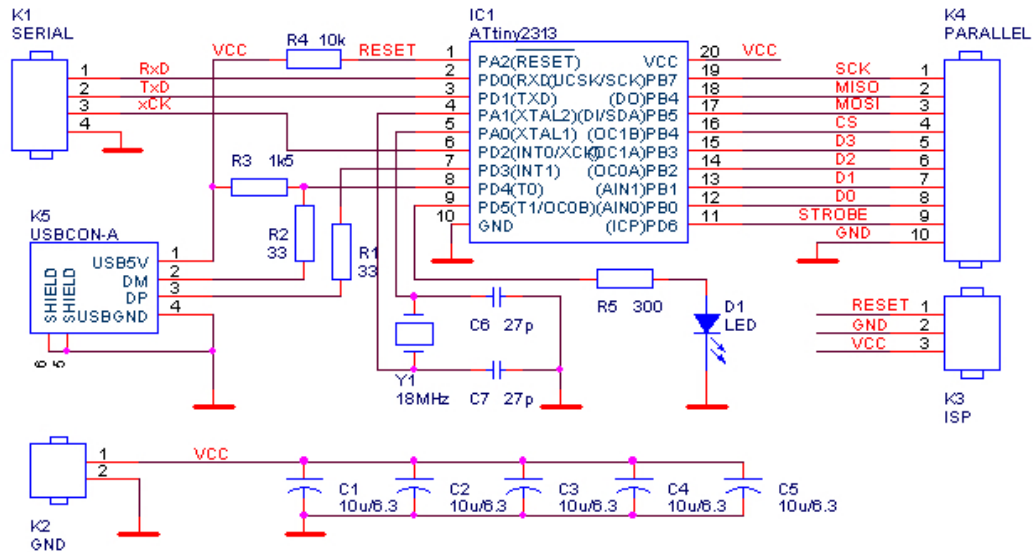 K1
SERIAL
1
2
3
4
RxD
TxD
xCK
VCC
R4 10k
RESET
IC1
ATtiny2313
1 PA2(RESET)
2 PD0(RXD)
3 PD1(TXD)
4 PA1(XTAL2)
5 PA0(XTAL1)
6 PD2(INT0/XCK)
7 PD3(INT1)
8 PD4(T0)
9 PD5(T1/OC0B)
10 GND
VCC 20 VCC
(UCSK/SCK)PB7 19 SCK
(DO)PB4 18 MISO
(DI/SDA)PB5 17 MOSI
(OC1B)PB4 16 CS
(OC1A)PB3 15 D3
(OC0A)PB2 14 D2
(AIN1)PB1 13 D1
(AIN0)PB0 12 D0
(ICP)PD6 11 STROBE
GND
K4
PARALLEL
1
2
3
4
5
6
7
8
9
10
R3 1k5
R2
33
R1
33
K5
USBCON-A
USB5V 1
DM 2
DP 3
USBGND 4
SHIELD
SHIELD
6
5
C6 27p
Y1
18MHz
C7 27p
R5 300
D1
LED
RESET 1
GND 2
VCC 3
K3
ISP
1
2
K2
GND
VCC
C1
10u/6.3
C2
10u/6.3
C3
10u/6.3
C4
10u/6.3
C5
10u/6.3